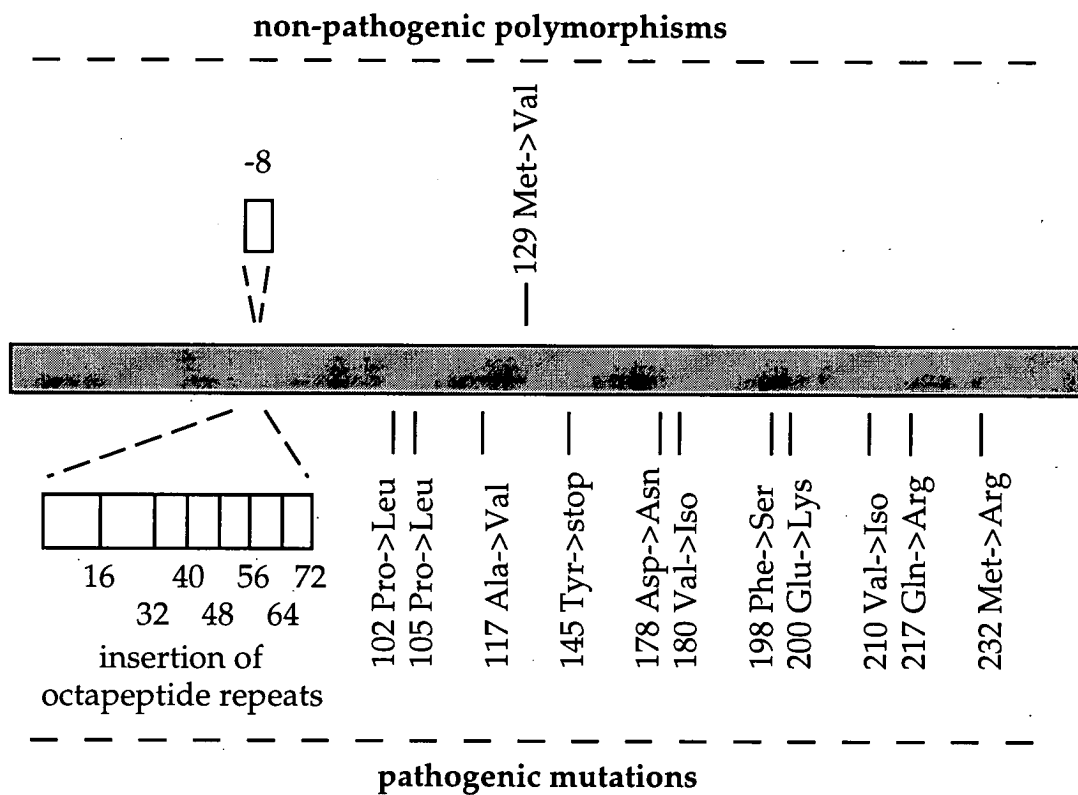 non-pathogenic polymorphisms
-8
129 Met->Val
16
40
56
72
32
48
64
insertion of
octapeptide repeats
102 Pro->Leu
105 Pro->Leu
117 Ala->Val
145 Tyr->stop
178 Asp->Asn
180 Val->Iso
198 Phe->Ser
200 Glu->Lys
210 Val->Iso
217 Gln->Arg
232 Met->Arg
pathogenic mutations